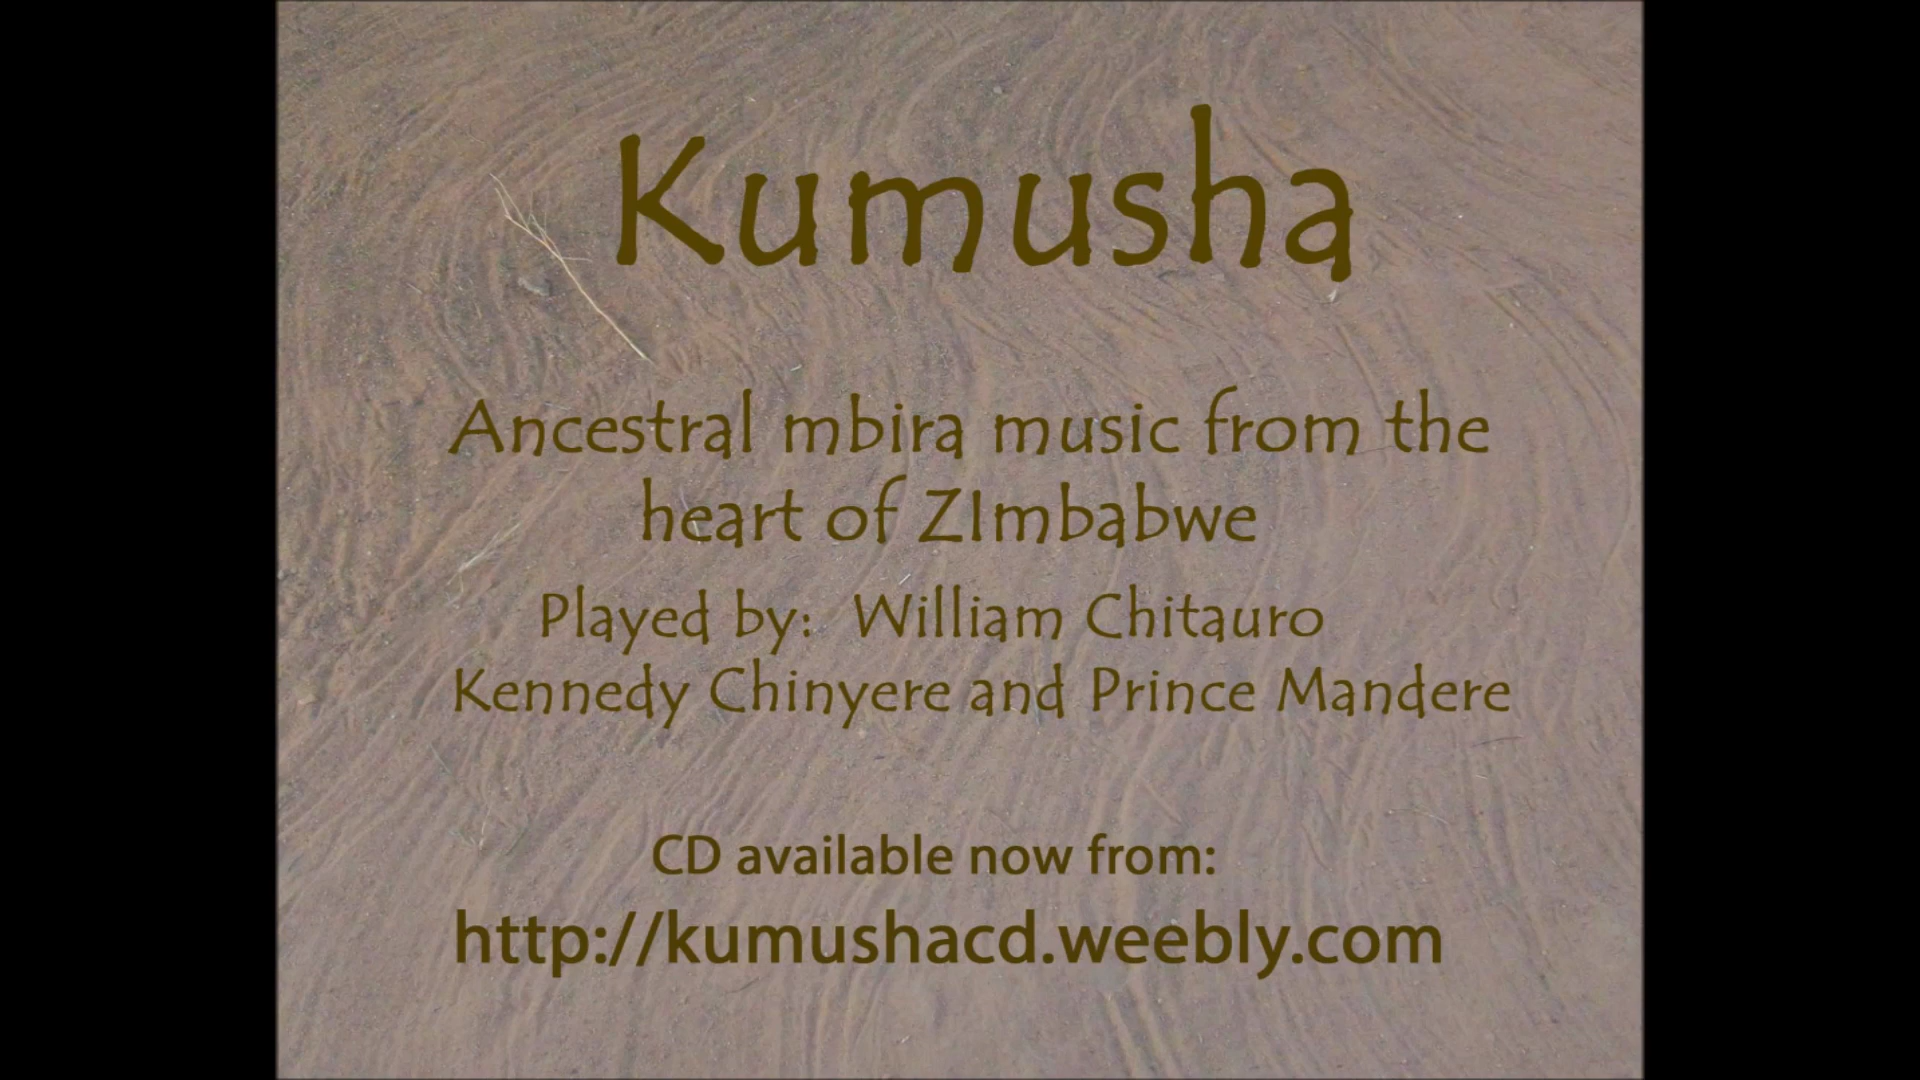 Kumusha
Ancestral mbira music from the
heart of ZImbabwe
Played by: William Chitauro
Kennedy Chinyere and Prince Mandere
CD available now from:
http://kumushacd.weebly.com